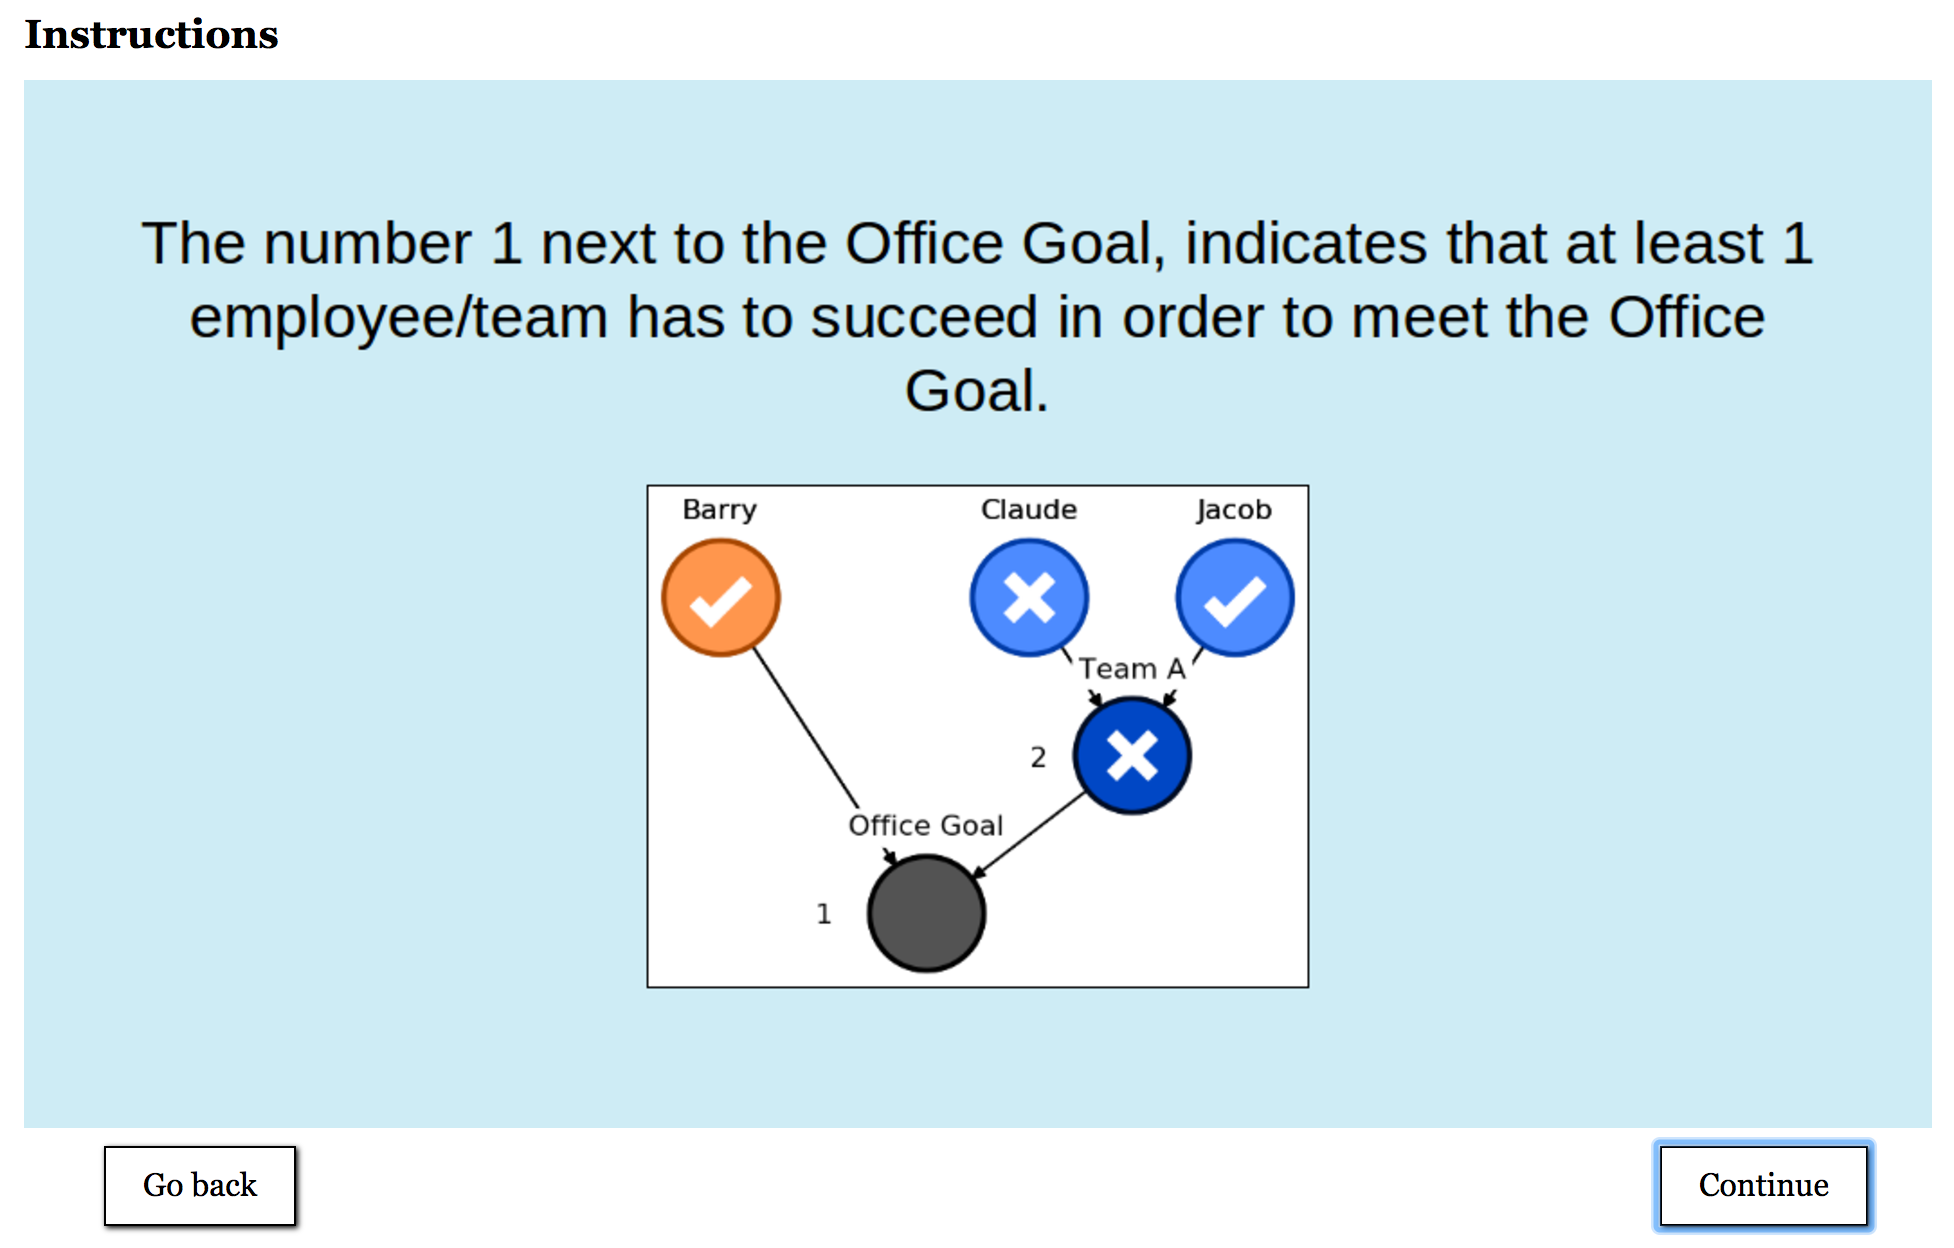 Instructions
The number 1 next to the Office Goal, indicates that at least 1
employee/team has to succeed in order to meet the Office
Goal.
Barry
Claude
Jacob
Team A
2
Office Goal
1
Go back
Continue